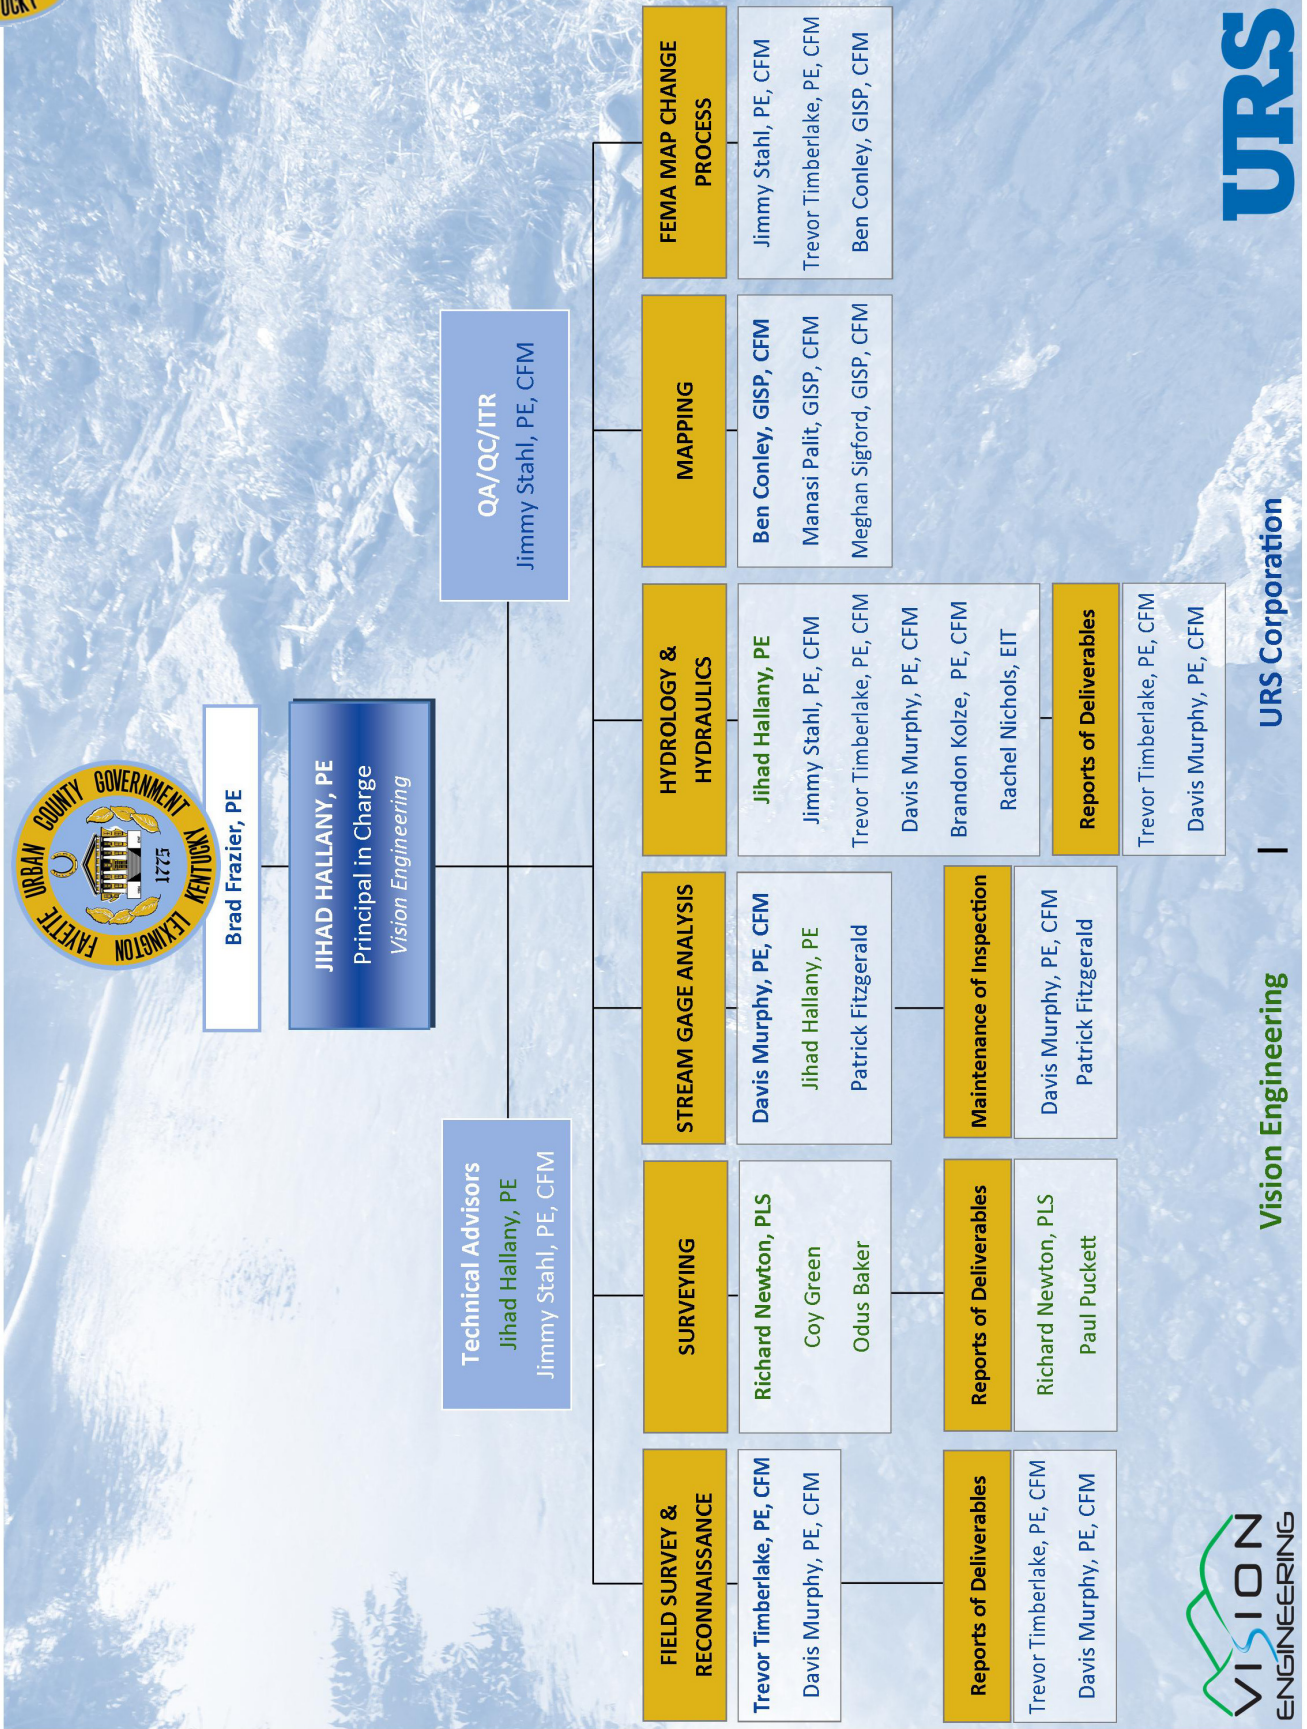 UCKY
FAYETTE URBAN COUNTY GOVERNMENT
LEXINGTON KENTUCKY
1775
Brad Frazier, PE
JIHAD HALLANY, PE
Principal in Charge
Vision Engineering
Technical Advisors
Jihad Hallany, PE
Jimmy Stahl, PE, CFM
QA/QC/ITR
Jimmy Stahl, PE, CFM
FIELD SURVEY &
RECONNAISSANCE
Trevor Timberlake, PE, CFM
Davis Murphy, PE, CFM
Reports of Deliverables
Trevor Timberlake, PE, CFM
Davis Murphy, PE, CFM
SURVEYING
Richard Newton, PLS
Coy Green
Odus Baker
Reports of Deliverables
Richard Newton, PLS
Paul Puckett
STREAM GAGE ANALYSIS
Davis Murphy, PE, CFM
Jihad Hallany, PE
Patrick Fitzgerald
Maintenance of Inspection
Davis Murphy, PE, CFM
Patrick Fitzgerald
HYDROLOGY &
HYDRAULICS
Jihad Hallany, PE
Jimmy Stahl, PE, CFM
Trevor Timberlake, PE, CFM
Davis Murphy, PE, CFM
Brandon Kolze, PE, CFM
Rachel Nichols, EIT
Reports of Deliverables
Trevor Timberlake, PE, CFM
Davis Murphy, PE, CFM
MAPPING
Ben Conley, GISP, CFM
Manasi Palit, GISP, CFM
Meghan Sigford, GISP, CFM
FEMA MAP CHANGE
PROCESS
Jimmy Stahl, PE, CFM
Trevor Timberlake, PE, CFM
Ben Conley, GISP, CFM
VISION
ENGINEERING
Vision Engineering | URS Corporation
URS